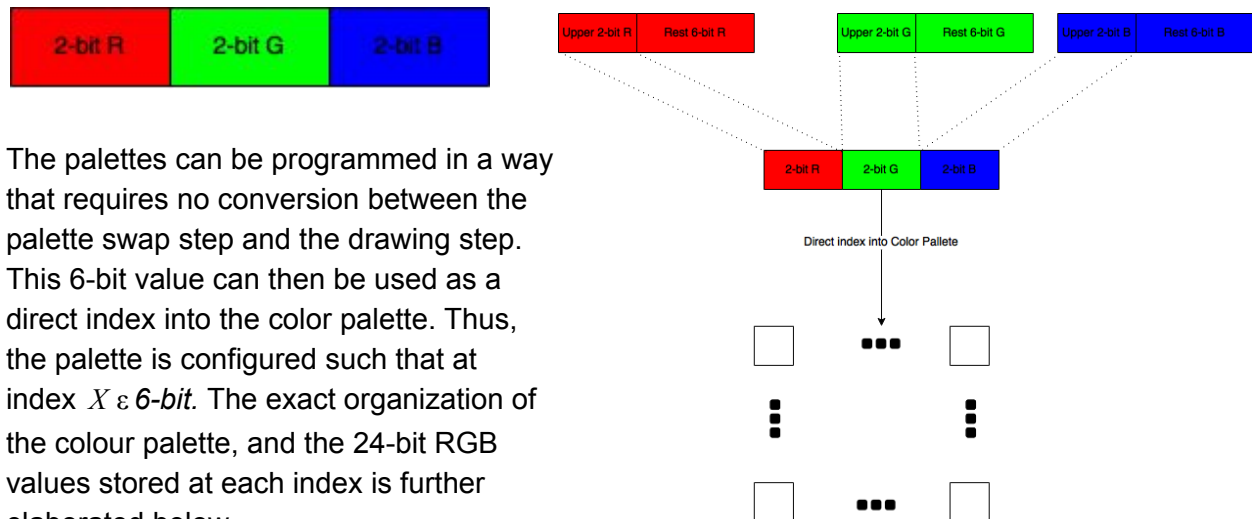 2-bit R 2-bit G 2-bit B
The palettes can be programmed in a way
that requires no conversion between the
palette swap step and the drawing step.
This 6-bit value can then be used as a
direct index into the color palette. Thus,
the palette is configured such that at
index X ε 6-bit. The exact organization of
the colour palette, and the 24-bit RGB
values stored at each index is further
elaborated below
Upper 2-bit R Rest 6-bit R Upper 2-bit G Rest 6-bit G Upper 2-bit B Rest 6-bit B
2-bit R 2-bit G 2-bit B
Direct index into Color Pallete